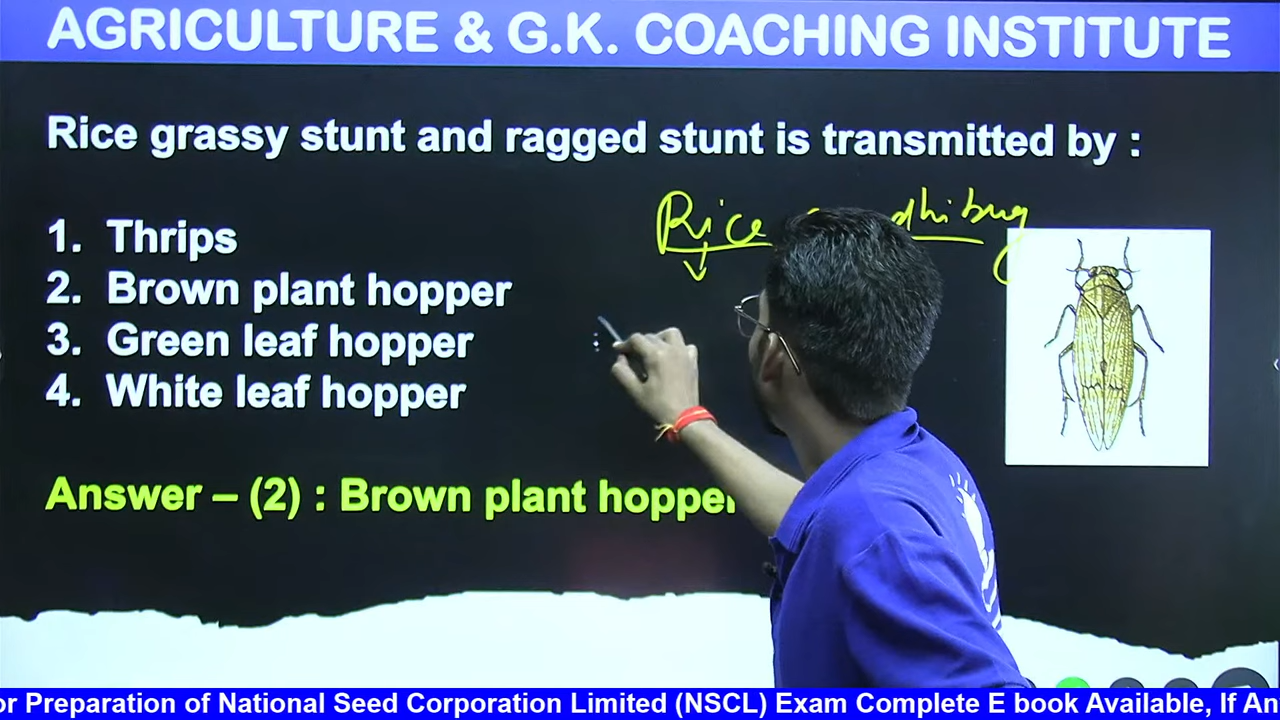 AGRICULTURE & G.K. COACHING INSTITUTE
Rice grassy stunt and ragged stunt is transmitted by :
Rice
1. Thrips
2. Brown plant hopper
3. Green leaf hopper
4. White leaf hopper
Answer – (2) : Brown plant hopper
or Preparation of National Seed Corporation Limited (NSCL) Exam Complete E book Available, If An